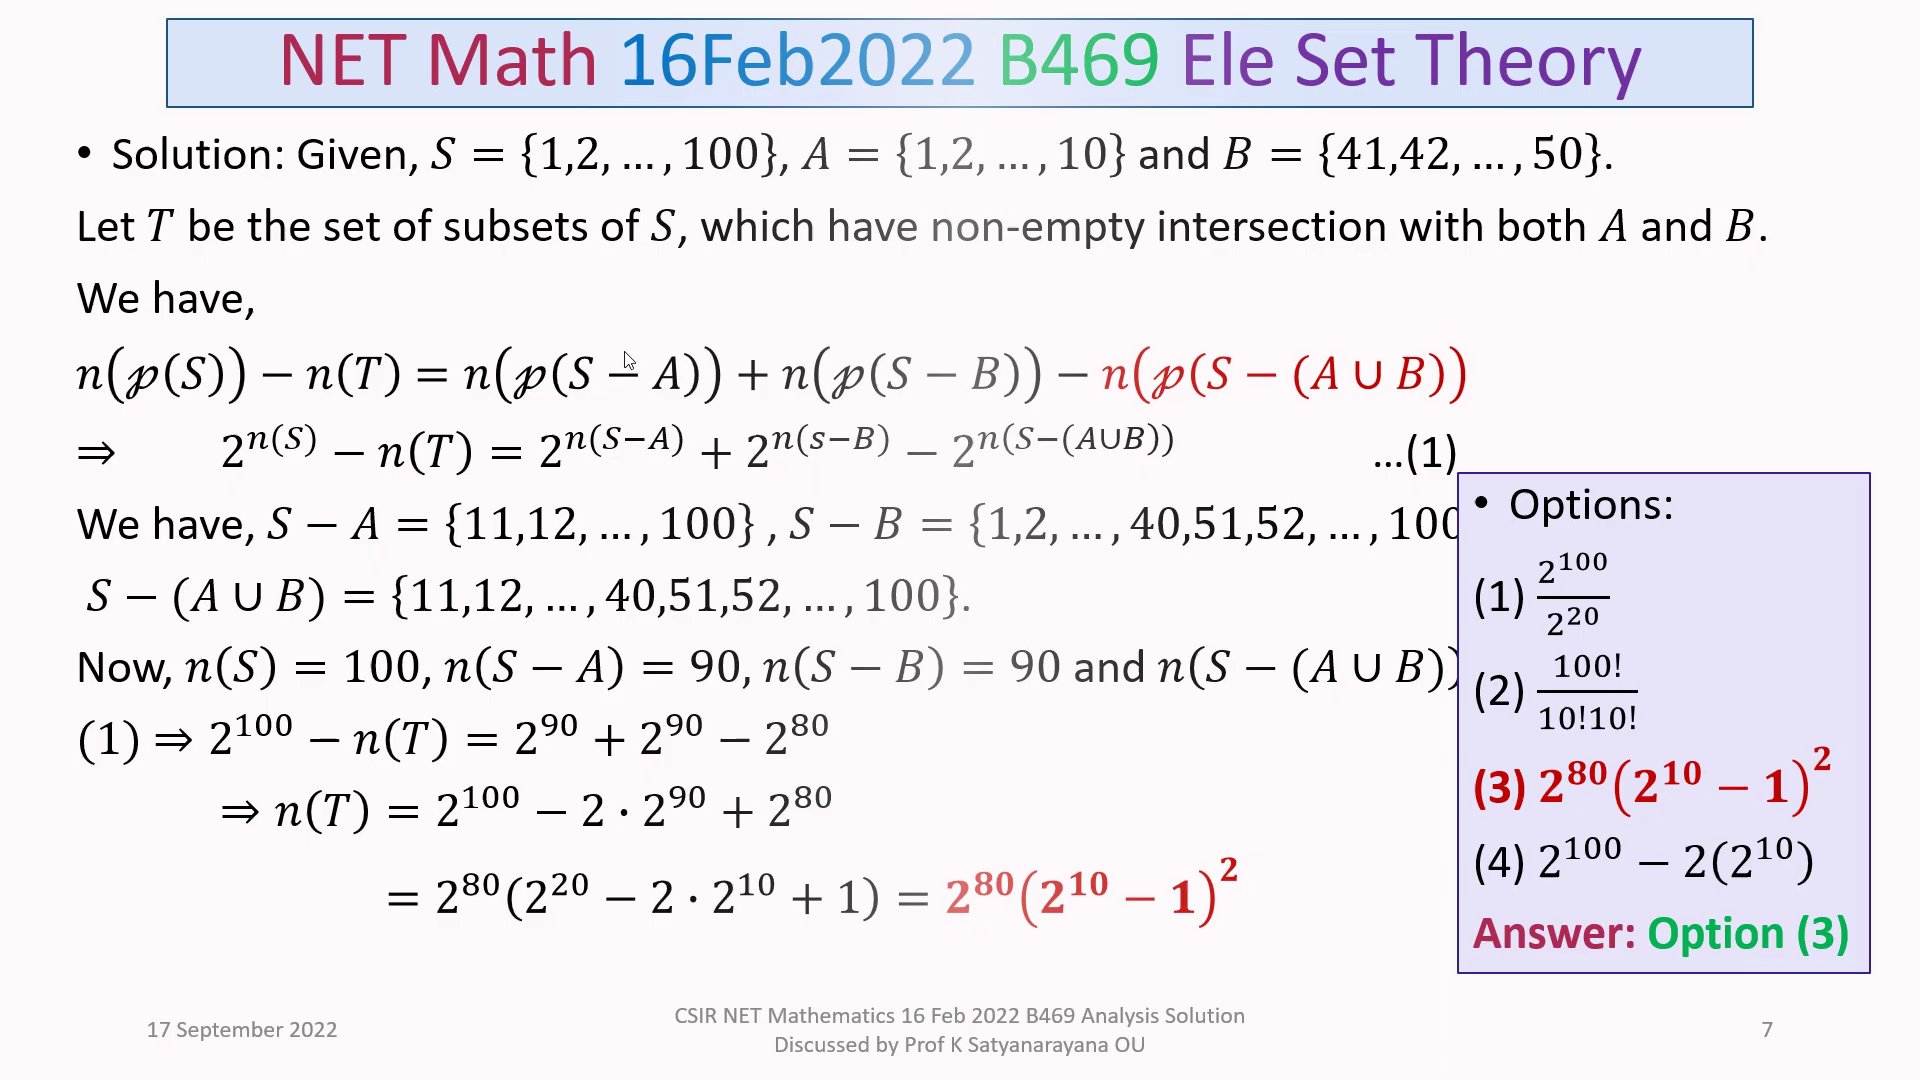 NET Math 16Feb2022 B469 Ele Set Theory
• Solution: Given, 𝑆 = {1,2, … , 100}, 𝐴 = {1,2, … , 10} and 𝐵 = {41,42, … , 50}.
Let 𝑇 be the set of subsets of 𝑆, which have non-empty intersection with both 𝐴 and 𝐵.
We have,
𝑛(℘(𝑆)) − 𝑛(𝑇) = 𝑛(℘(𝑆 − 𝐴)) + 𝑛(℘(𝑆 − 𝐵)) − 𝑛(℘(𝑆 − (𝐴 ∪ 𝐵))
⇒ 2^{𝑛(𝑆)} − 𝑛(𝑇) = 2^{𝑛(𝑆−𝐴)} + 2^{𝑛(𝑠−𝐵)} − 2^{𝑛(𝑆−(𝐴∪𝐵))} …(1)
We have, 𝑆 − 𝐴 = {11,12, … , 100} , 𝑆 − 𝐵 = {1,2, … , 40,51,52, … , 100
𝑆 − (𝐴 ∪ 𝐵) = {11,12, … , 40,51,52, … , 100}.
Now, 𝑛(𝑆) = 100, 𝑛(𝑆 − 𝐴) = 90, 𝑛(𝑆 − 𝐵) = 90 and 𝑛(𝑆 − (𝐴 ∪ 𝐵))
(1) ⇒ 2^{100} − 𝑛(𝑇) = 2^{90} + 2^{90} − 2^{80}
⇒ 𝑛(𝑇) = 2^{100} − 2 · 2^{90} + 2^{80}
= 2^{80}(2^{20} − 2 · 2^{10} + 1) = 2^{80}(2^{10} − 1)^2
• Options:
(1) 2^{100}/2^{20}
(2) 100!/10!10!
(3) 2^{80}(2^{10} − 1)^2
(4) 2^{100} − 2(2^{10})
Answer: Option (3)
17 September 2022
CSIR NET Mathematics 16 Feb 2022 B469 Analysis Solution
Discussed by Prof K Satyanarayana OU
7